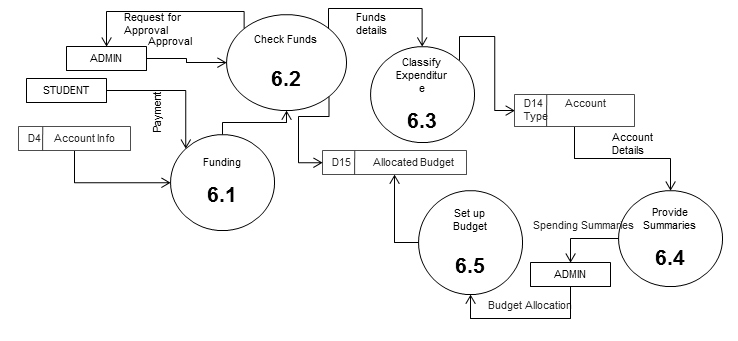 Request for
Approval
Approval
ADMIN
STUDENT
Payment
D4 Account Info
Funding
6.1
Check Funds
6.2
Funds
details
Classify
Expenditur
e
6.3
D14 Account
Type
Account
Details
D15 Allocated Budget
Set up
Budget
6.5
Spending Summaries
Provide
Summaries
6.4
ADMIN
Budget Allocation